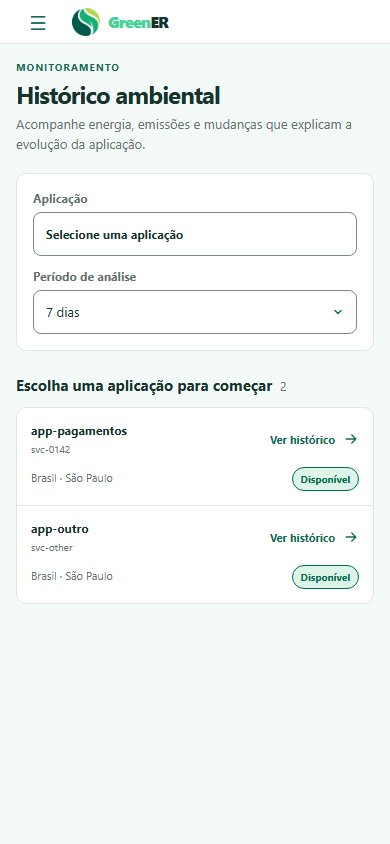 GreenER
MONITORAMENTO
Histórico ambiental
Acompanhe energia, emissões e mudanças que explicam a
evolução da aplicação.
Aplicação
Selecione uma aplicação
Período de análise
7 dias
Escolha uma aplicação para começar 2
app-pagamentos
Ver histórico →
svc-0142
Brasil · São Paulo
Disponível
app-outro
Ver histórico →
svc-other
Brasil · São Paulo
Disponível